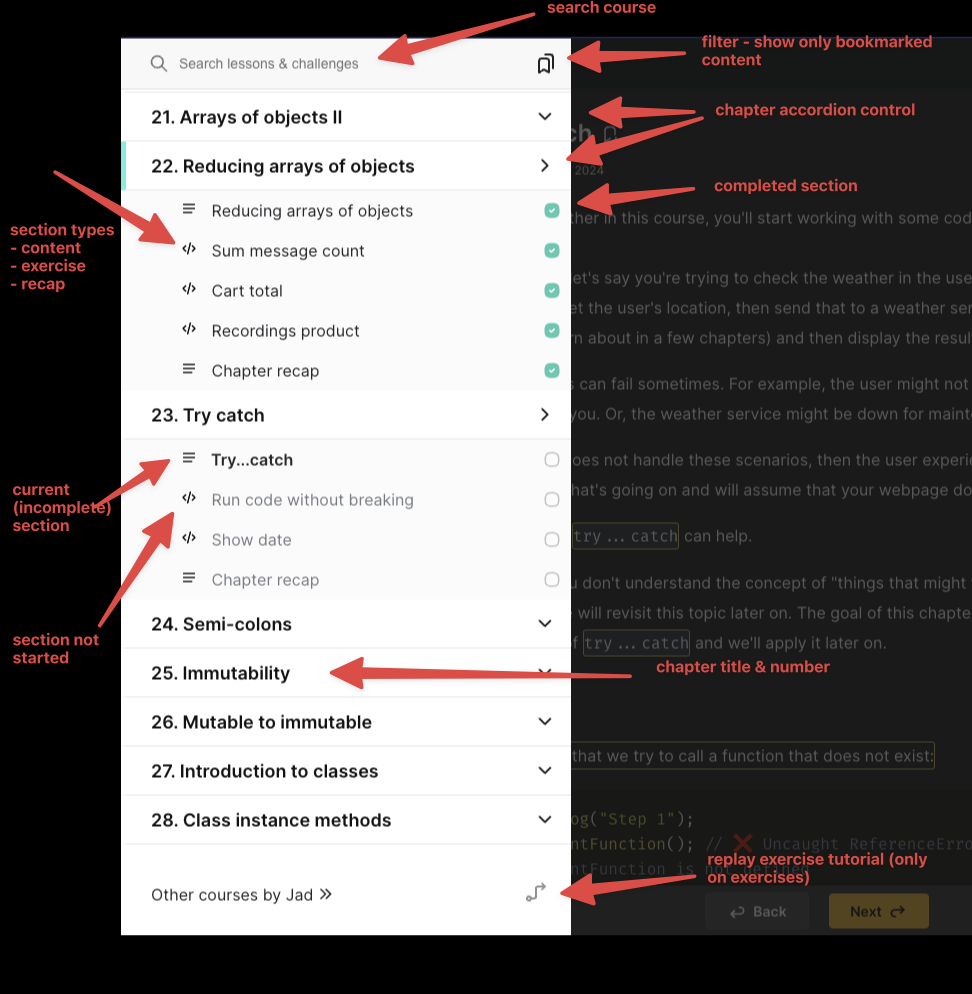 search course
filter - show only bookmarked
content
Search lessons & challenges
chapter accordion control
21. Arrays of objects II
ch
2024
22. Reducing arrays of objects
completed section
section types
- content
- exercise
- recap
Reducing arrays of objects
Sum message count
Cart total
Recordings product
Chapter recap
ther in this course, you'll start working with some cod
let's say you're trying to check the weather in the use
et the user's location, then send that to a weather ser
rn about in a few chapters) and then display the resul
s can fail sometimes. For example, the user might not
you. Or, the weather service might be down for maint
23. Try catch
current
(incomplete)
section
Try...catch
Run code without breaking
Show date
Chapter recap
oes not handle these scenarios, then the user experi
hat's going on and will assume that your webpage do
try ... catch can help.
u don't understand the concept of "things that might
will revisit this topic later on. The goal of this chapte
f try ... catch and we'll apply it later on.
section not
started
24. Semi-colons
25. Immutability
chapter title & number
26. Mutable to immutable
27. Introduction to classes
28. Class instance methods
that we try to call a function that does not exist:
og("Step 1");
ntFunction(); // ❌ Uncaught ReferenceErro
ntFunction is not defined
replay exercise tutorial (only
on exercises)
Other courses by Jad »
Back
Next